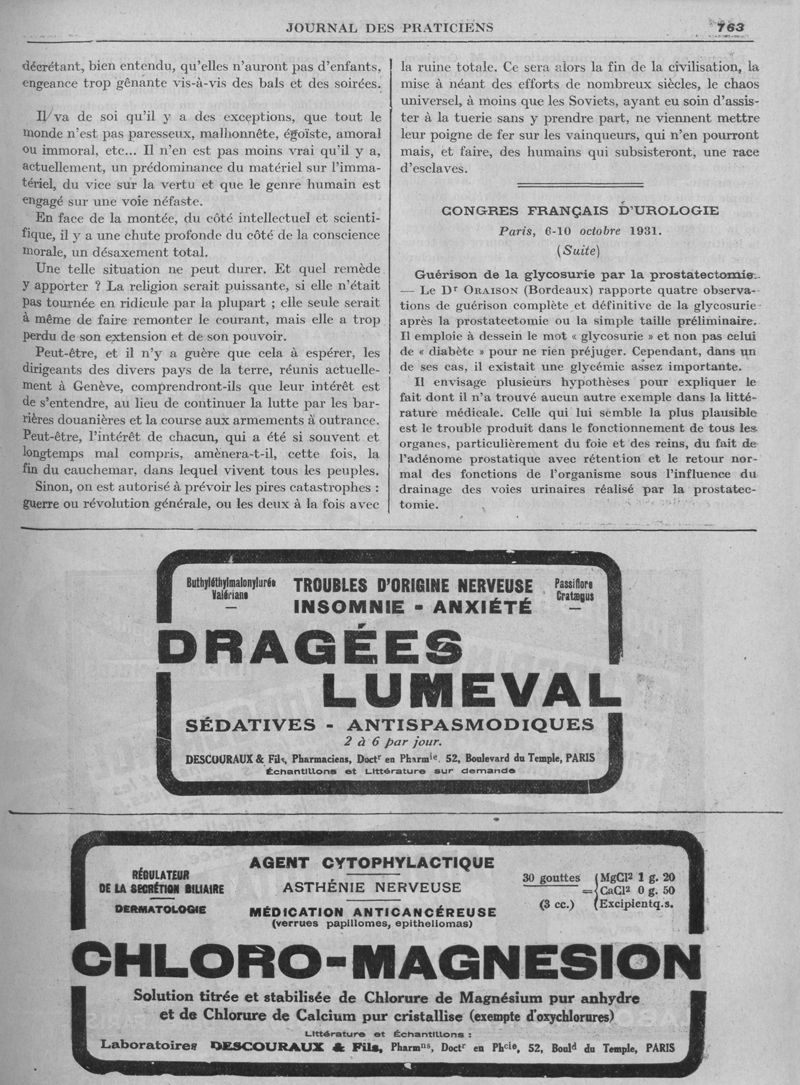 JOURNAL DES PRATICIENS 763
décrétant, bien entendu, qu'elles n'auront pas d'enfants,
engeance trop gênante vis-à-vis des bals et des soirées.
Il va de soi qu'il y a des exceptions, que tout le
monde n'est pas paresseux, malhonnête, égoïste, amoral
ou immoral, etc... Il n'en est pas moins vrai qu'il y a,
actuellement, un prédominance du matériel sur l'imma-
tériel, du vice sur la vertu et que le genre humain est
engagé sur une voie néfaste.
En face de la montée, du côté intellectuel et scienti-
fique, il y a une chute profonde du côté de la conscience
morale, un désaxement total.
Une telle situation ne peut durer. Et quel remède
y apporter ? La religion serait puissante, si elle n'était
pas tournée en ridicule par la plupart ; elle seule serait
à même de faire remonter le courant, mais elle a trop
perdu de son extension et de son pouvoir.
Peut-être, et il n'y a guère que cela à espérer, les
dirigeants des divers pays de la terre, réunis actuelle-
ment à Genève, comprendront-ils que leur intérêt est
de s'entendre, au lieu de continuer la lutte par les bar-
rières douanières et la course aux armements à outrance.
Peut-être, l'intérêt de chacun, qui a été si souvent et
longtemps mal compris, amènera-t-il, cette fois, la
fin du cauchemar, dans lequel vivent tous les peuples.
Sinon, on est autorisé à prévoir les pires catastrophes :
guerre ou révolution générale, ou les deux à la fois avec
la ruine totale. Ce sera alors la fin de la civilisation, la
mise à néant des efforts de nombreux siècles, le chaos
universel, à moins que les Soviets, ayant eu soin d'assis-
ter à la tuerie sans y prendre part, ne viennent mettre
leur poigne de fer sur les vainqueurs, qui n'en pourront
mais, et faire, des humains qui subsisteront, une race
d'esclaves.
CONGRES FRANÇAIS D'UROLOGIE
Paris, 6-10 octobre 1931.
(Suite)
Guérison de la glycosurie par la prostatectomie.
— Le Dr Oraison (Bordeaux) rapporte quatre observa-
tions de guérison complète et définitive de la glycosurie
après la prostatectomie ou la simple taille préliminaire.
Il emploie à dessein le mot « glycosurie » et non pas celui
de « diabète » pour ne rien préjuger. Cependant, dans un
de ses cas, il existait une glycémie assez importante.
Il envisage plusieurs hypothèses pour expliquer le
fait dont il n'a trouvé aucun autre exemple dans la litté-
rature médicale. Celle qui lui semble la plus plausible
est le trouble produit dans le fonctionnement de tous les
organes, particulièrement du foie et des reins, du fait de
l'adénome prostatique avec rétention et le retour nor-
mal des fonctions de l'organisme sous l'influence du
drainage des voies urinaires réalisé par la prostatec-
tomie.
Buthyléthylmalonylurée
Valériane
—
TROUBLES D'ORIGINE NERVEUSE
INSOMNIE - ANXIÉTÉ
Passiflore
Cratægus
—
DRAGÉES
LUMEVAL
SÉDATIVES - ANTISPASMODIQUES
2 à 6 par jour.
DESCOURAUX & Fils, Pharmaciens, Doctr en Pharmie. 52, Boulevard du Temple, PARIS
Échantillons et Littérature sur demande
RÉGULATEUR
DE LA SECRÉTION BILIAIRE
DERMATOLOGIE
AGENT CYTOPHYLACTIQUE
ASTHÉNIE NERVEUSE
MÉDICATION ANTICANCÉREUSE
(verrues papillomes, epitheliomas)
30 gouttes
(3 cc.)
= { MgCl2 1 g. 20
CaCl2 0 g. 50
Excipientq.s.
CHLORO-MAGNESION
Solution titrée et stabilisée de Chlorure de Magnésium pur anhydre
et de Chlorure de Calcium pur cristallise (exempte d'oxychlorures)
Littérature et Échantillons :
Laboratoires DESCOURAUX & Fils, Pharmns, Doctr en Phcie, 52, Bould du Temple, PARIS